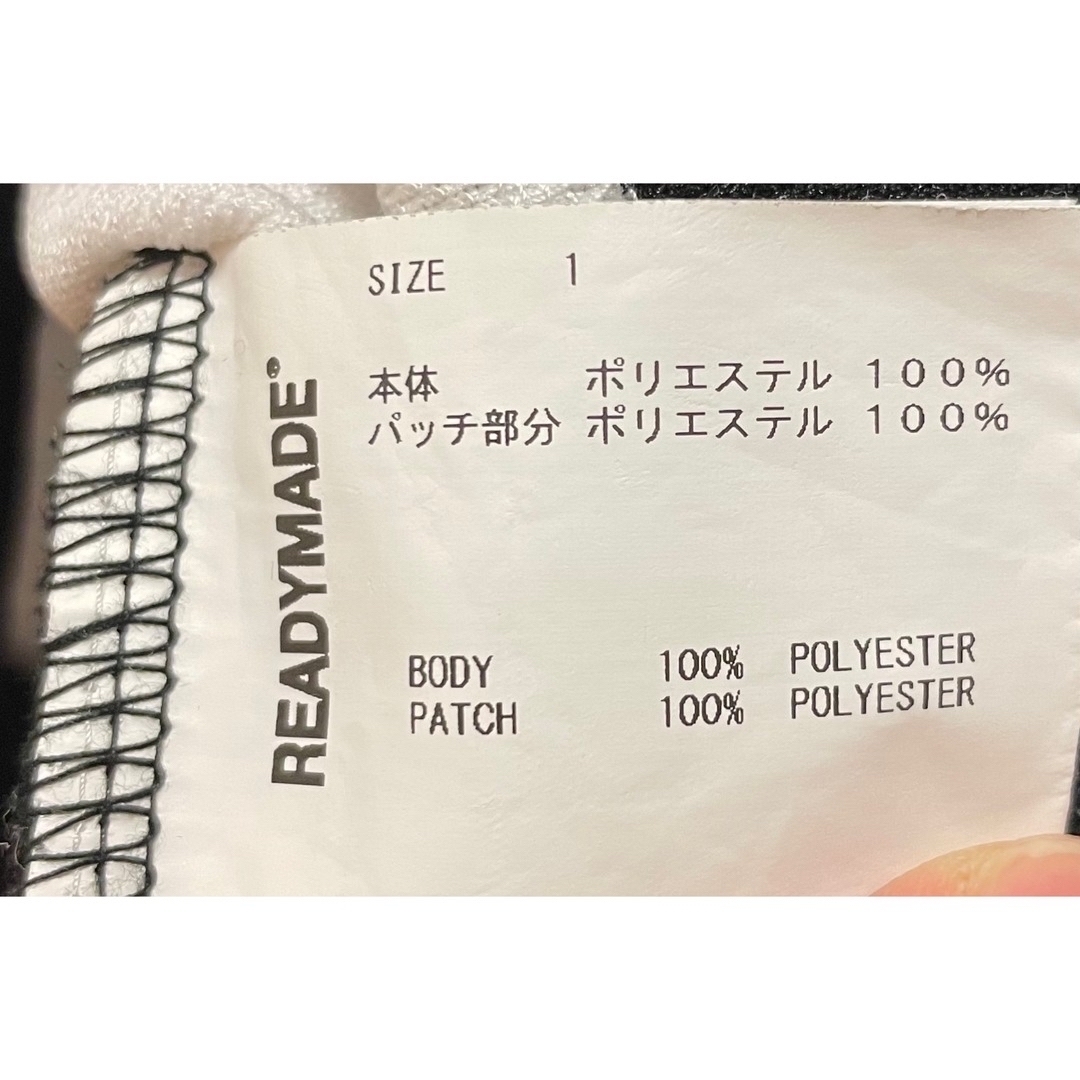 SIZE 1
READYMADE®
本体 ポリエステル 100%
パッチ部分 ポリエステル 100%
BODY 100% POLYESTER
PATCH 100% POLYESTER